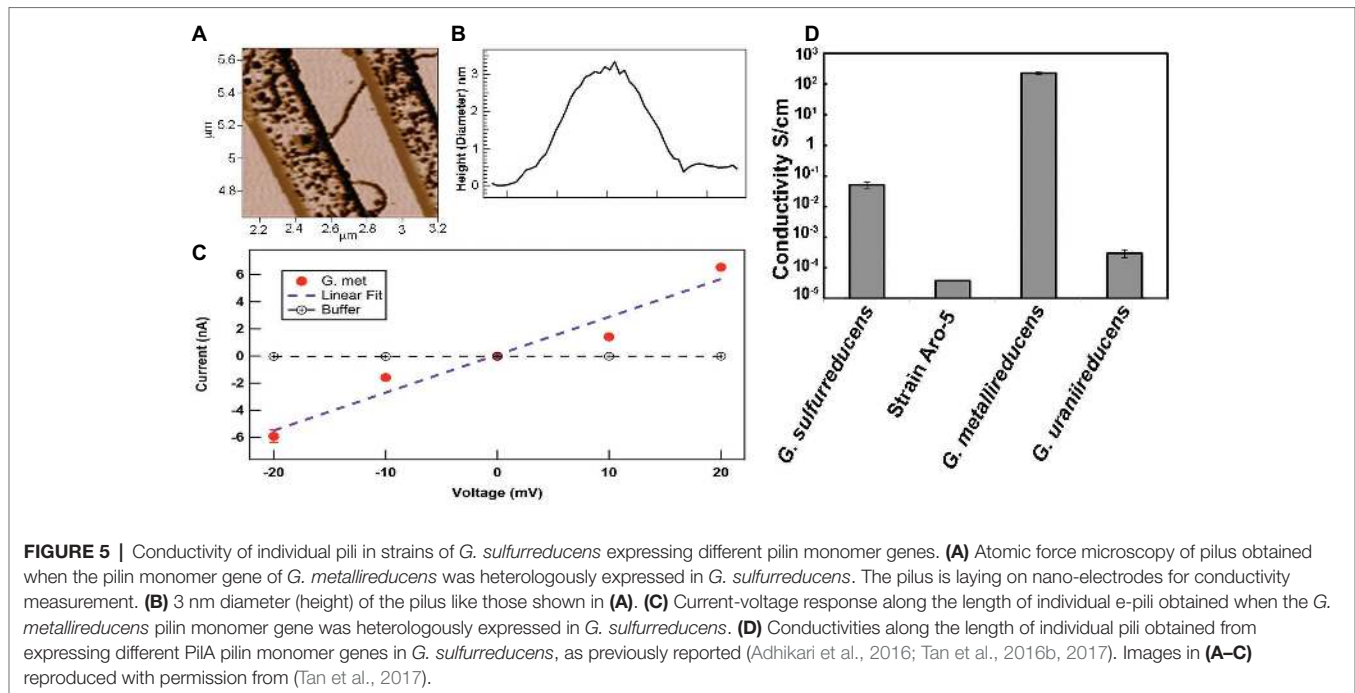 A
B
D
5.6
5.4
5.2
5
4.8
μm
2.2 2.4 2.6 2.8 3 3.2
μm
Height (Diameter) nm
3
2
1
0
Conductivity S/cm
10³
10²
10¹
1
10⁻¹
10⁻²
10⁻³
10⁻⁴
10⁻⁵
G. sulfurreducens
Strain Aro-5
G. metallireducens
G. uraniireducens
C
G. met
Linear Fit
Buffer
Current (nA)
6
4
2
0
-2
-4
-6
-20 -10 0 10 20
Voltage (mV)
FIGURE 5 | Conductivity of individual pili in strains of G. sulfurreducens expressing different pilin monomer genes. (A) Atomic force microscopy of pilus obtained
when the pilin monomer gene of G. metallireducens was heterologously expressed in G. sulfurreducens. The pilus is laying on nano-electrodes for conductivity
measurement. (B) 3 nm diameter (height) of the pilus like those shown in (A). (C) Current-voltage response along the length of individual e-pili obtained when the G.
metallireducens pilin monomer gene was heterologously expressed in G. sulfurreducens. (D) Conductivities along the length of individual pili obtained from
expressing different PilA pilin monomer genes in G. sulfurreducens, as previously reported (Adhikari et al., 2016; Tan et al., 2016b, 2017). Images in (A–C)
reproduced with permission from (Tan et al., 2017).